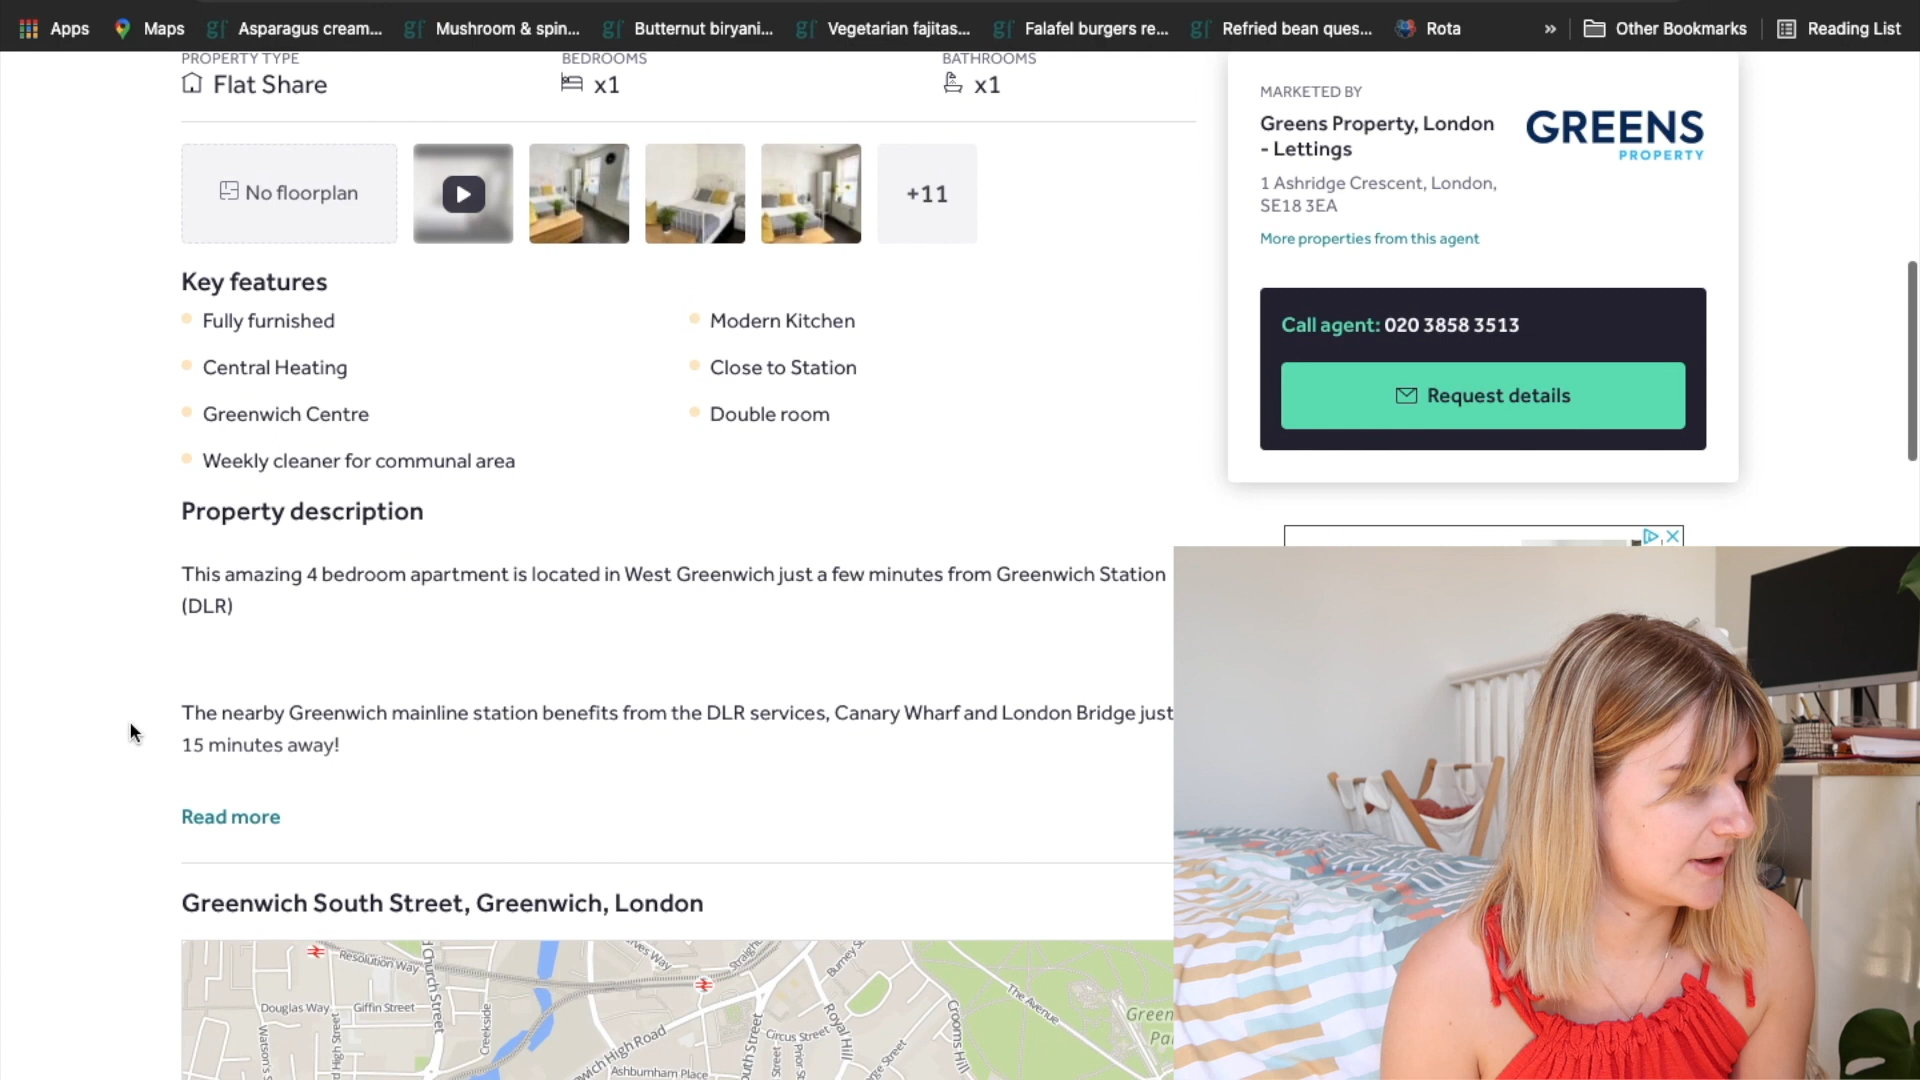 Apps Maps Asparagus cream... Mushroom & spin... Butternut biryani... Vegetarian fajitas... Falafel burgers re... Refried bean ques... Rota » Other Bookmarks Reading List
PROPERTY TYPE BEDROOMS BATHROOMS
Flat Share x1 x1
No floorplan
+11
Key features
Fully furnished
Modern Kitchen
Central Heating
Close to Station
Greenwich Centre
Double room
Weekly cleaner for communal area
Property description
This amazing 4 bedroom apartment is located in West Greenwich just a few minutes from Greenwich Station
(DLR)
The nearby Greenwich mainline station benefits from the DLR services, Canary Wharf and London Bridge just
15 minutes away!
Read more
Greenwich South Street, Greenwich, London
Resolution Way
Douglas Way
Giffin Street
Church Street
Creekside
High Street
Burney St
Royal Hill
Circus Street
Ashburnham Place
Crooms Hill
The Avenue
MARKETED BY
Greens Property, London
- Lettings
GREENS
PROPERTY
1 Ashridge Crescent, London,
SE18 3EA
More properties from this agent
Call agent: 020 3858 3513
Request details